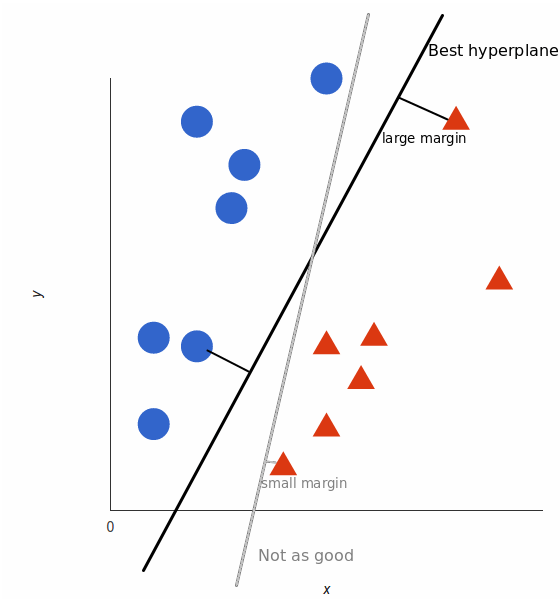 Best hyperplane
large margin
y
small margin
0
Not as good
x